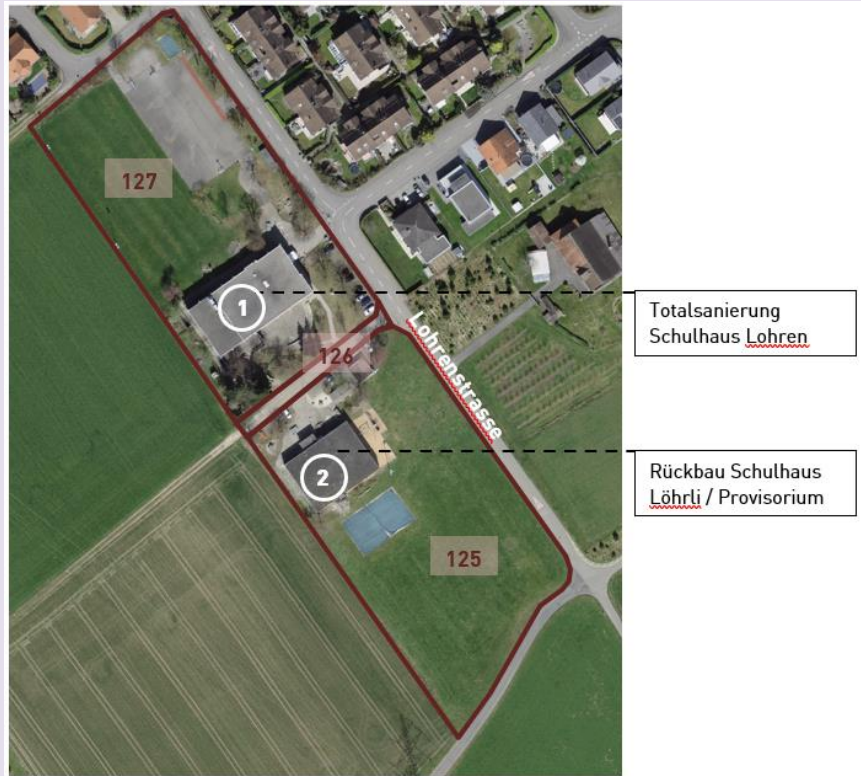 127
1
Totalsanierung
Schulhaus Lohren
126
Lohrenstrasse
2
Rückbau Schulhaus
Löhrli / Provisorium
125